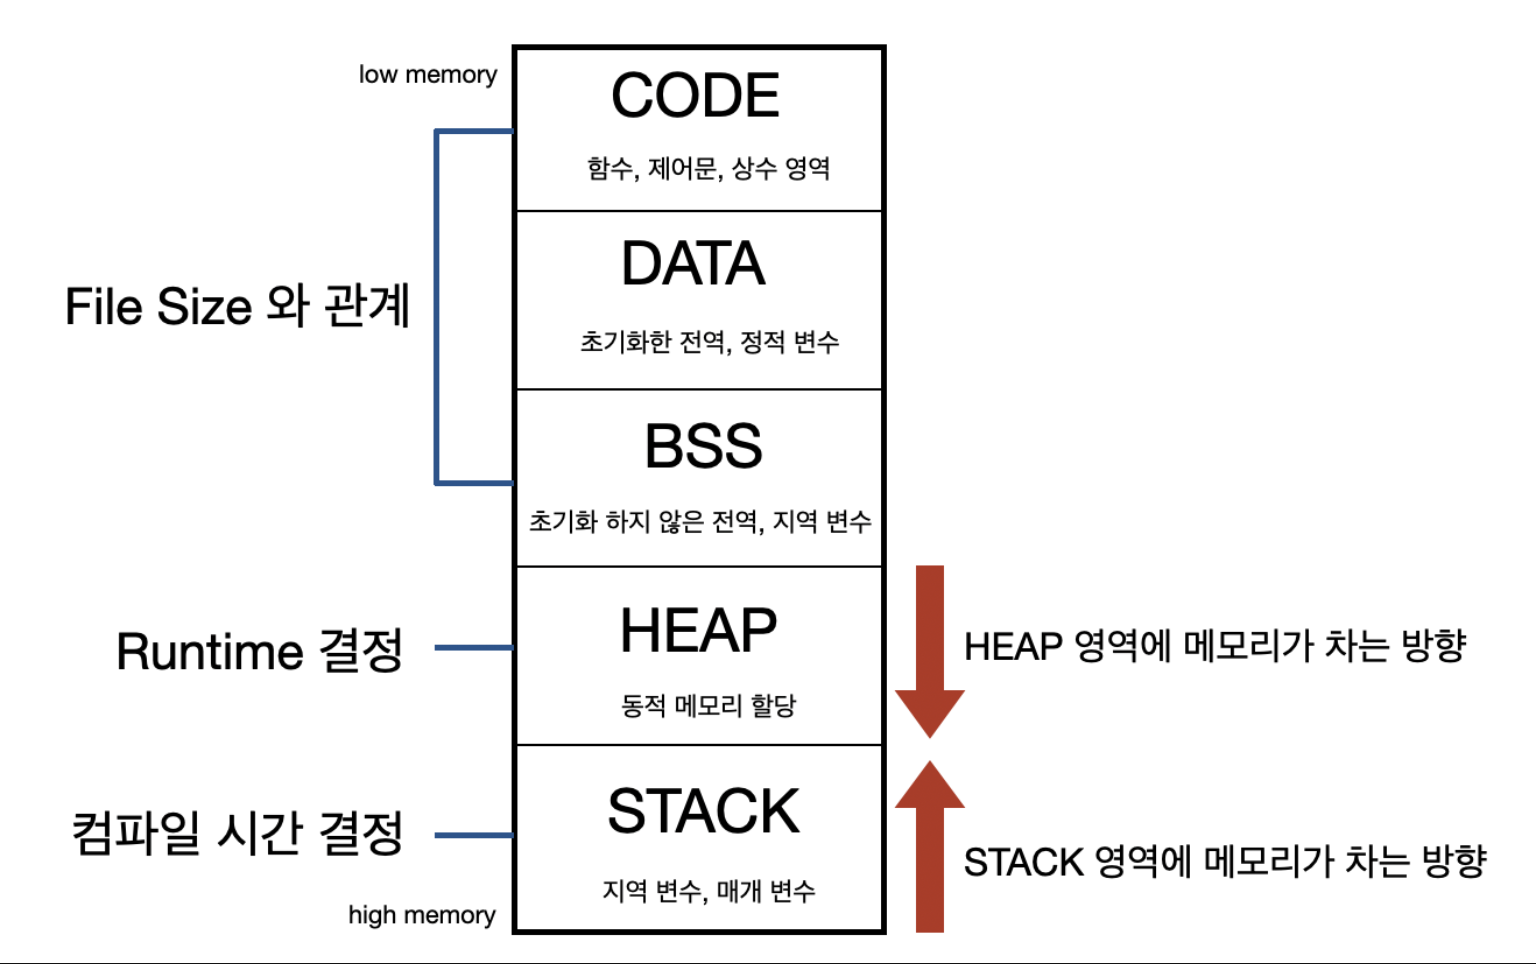 low memory
CODE
함수, 제어문, 상수 영역
DATA
File Size 와 관계
초기화한 전역, 정적 변수
BSS
초기화 하지 않은 전역, 지역 변수
HEAP
Runtime 결정
HEAP 영역에 메모리가 차는 방향
동적 메모리 할당
STACK
컴파일 시간 결정
STACK 영역에 메모리가 차는 방향
지역 변수, 매개 변수
high memory